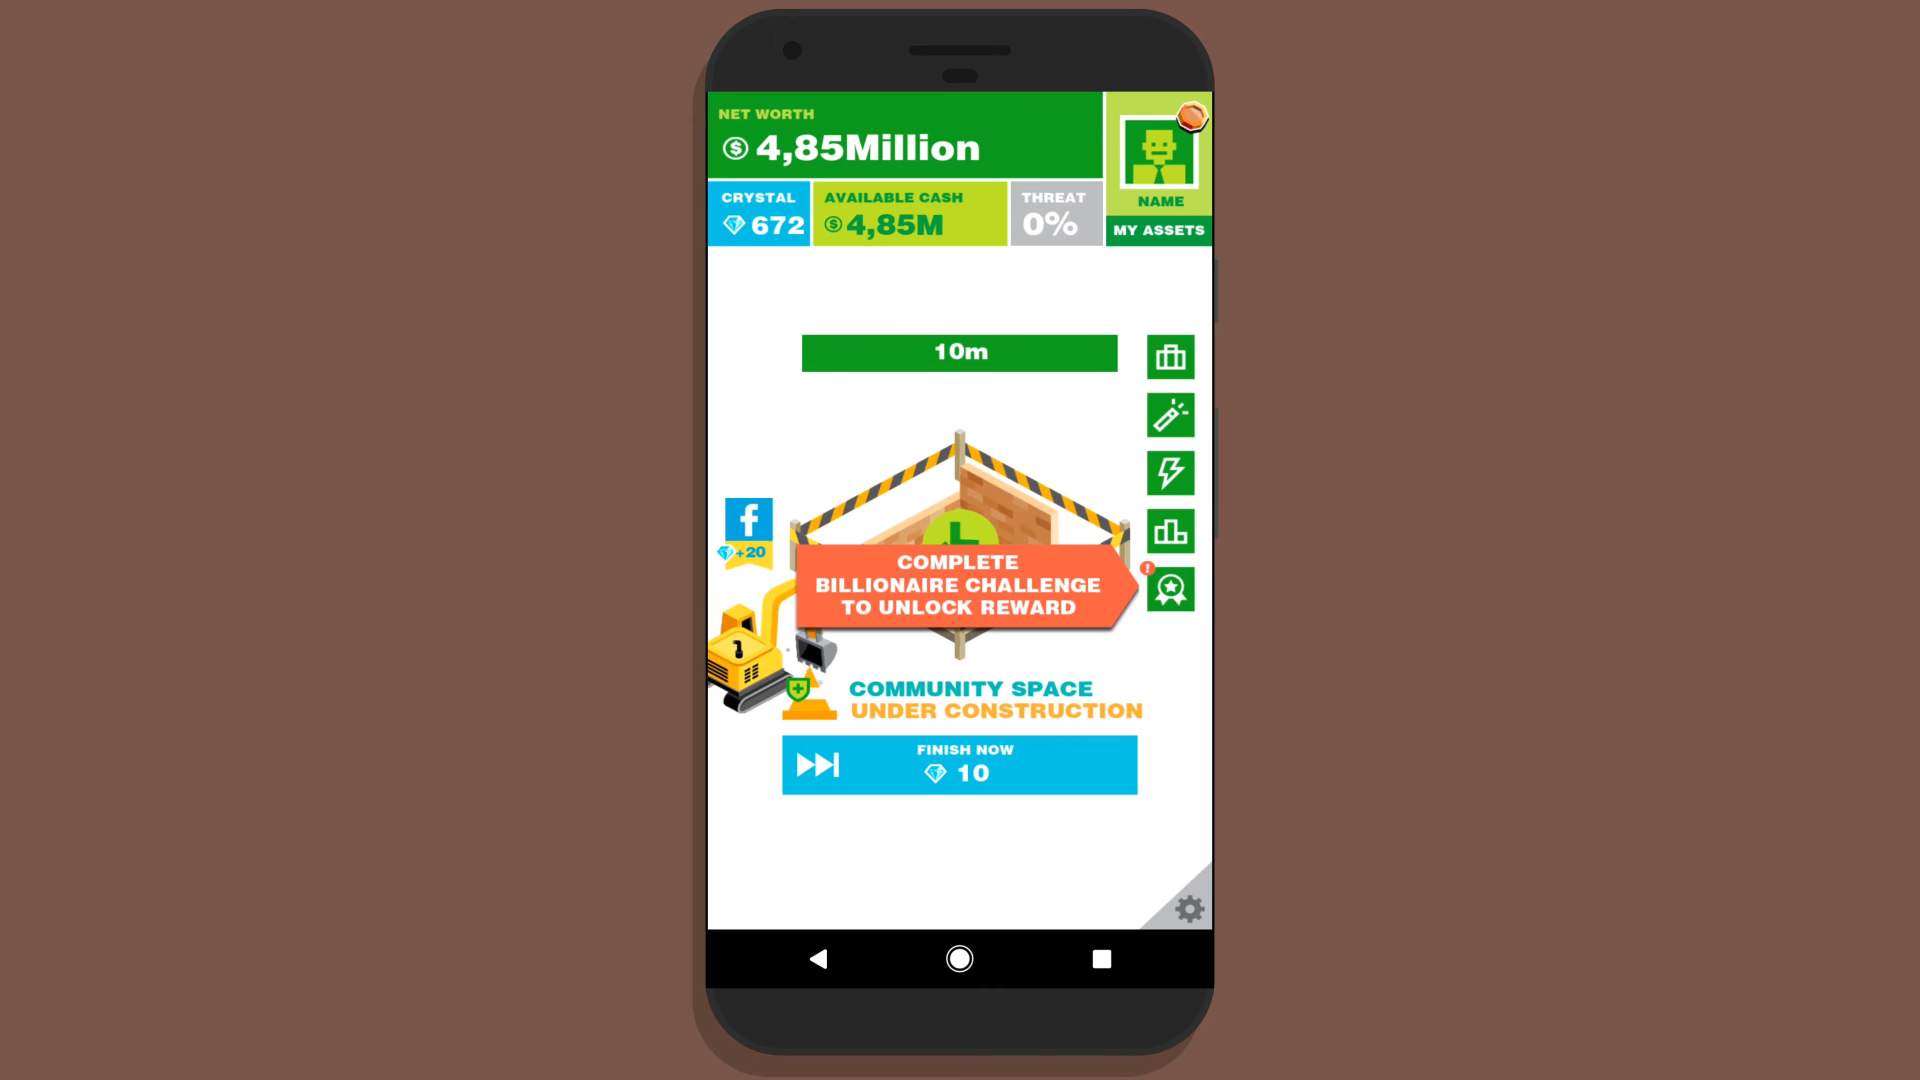 NET WORTH
4,85Million
CRYSTAL
672
AVAILABLE CASH
4,85M
THREAT
0%
NAME
MY ASSETS
10m
f
+20
COMPLETE
BILLIONAIRE CHALLENGE
TO UNLOCK REWARD
!
COMMUNITY SPACE
UNDER CONSTRUCTION
FINISH NOW
10